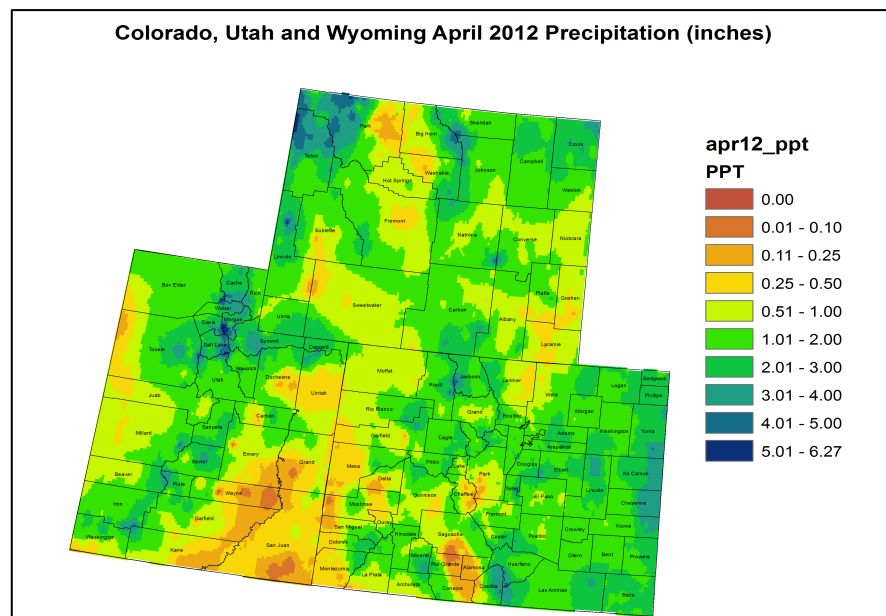 Colorado, Utah and Wyoming April 2012 Precipitation (inches)
apr12_ppt
PPT
0.00
0.01 - 0.10
0.11 - 0.25
0.25 - 0.50
0.51 - 1.00
1.01 - 2.00
2.01 - 3.00
3.01 - 4.00
4.01 - 5.00
5.01 - 6.27
Park
Big Horn
Sheridan
Crook
Campbell
Teton
Washakie
Johnson
Hot Springs
Weston
Fremont
Sublette
Natrona
Converse
Niobrara
Lincoln
Platte
Goshen
Sweetwater
Carbon
Albany
Laramie
Uinta
Box Elder
Cache
Rich
Weber
Morgan
Davis
Salt Lake
Summit
Daggett
Tooele
Wasatch
Duchesne
Utah
Uintah
Juab
Carbon
Sanpete
Millard
Emery
Grand
Sevier
Beaver
Piute
Wayne
Iron
Garfield
Washington
Kane
San Juan
Moffat
Routt
Jackson
Larimer
Weld
Logan
Sedgwick
Phillips
Rio Blanco
Grand
Boulder
Morgan
Garfield
Eagle
Adams
Washington
Yuma
Arapahoe
Mesa
Pitkin
Lake
Park
Douglas
Elbert
Kit Carson
Delta
Gunnison
Chaffee
Teller
El Paso
Lincoln
Cheyenne
Montrose
Fremont
Ouray
San Miguel
Hinsdale
Saguache
Custer
Pueblo
Crowley
Kiowa
Dolores
Mineral
Rio Grande
Alamosa
Huerfano
Otero
Bent
Prowers
Montezuma
La Plata
Archuleta
Conejos
Costilla
Las Animas
Baca